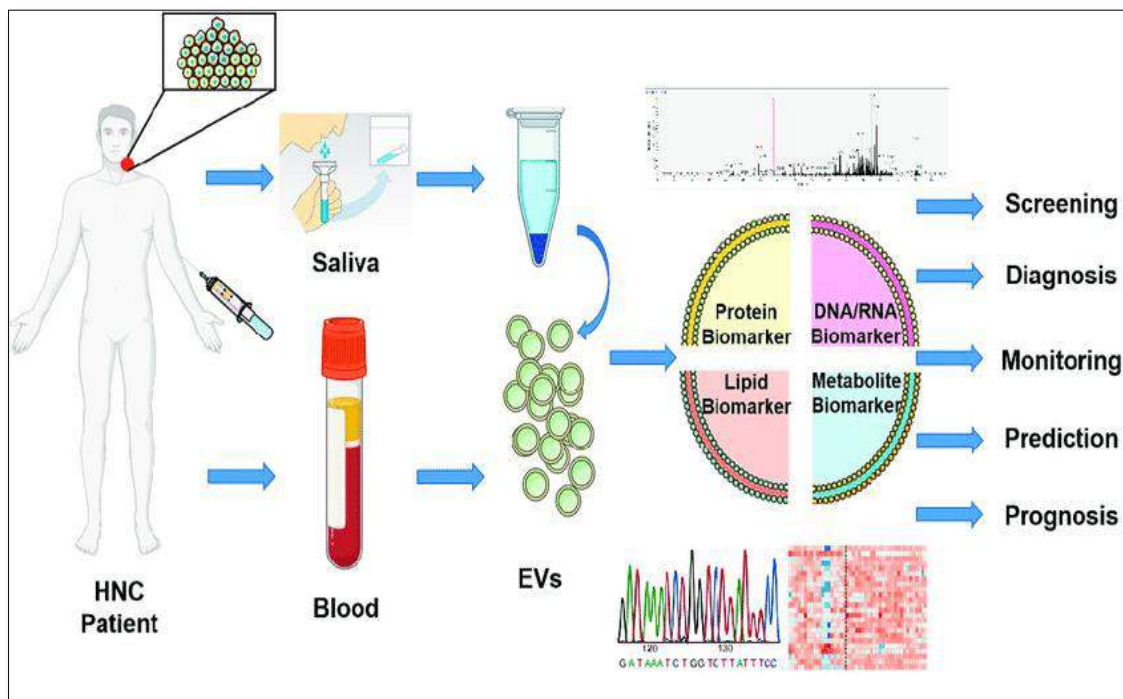 Saliva
Blood
HNC
Patient
EVs
Protein
Biomarker
DNA/RNA
Biomarker
Lipid
Biomarker
Metabolite
Biomarker
Screening
Diagnosis
Monitoring
Prediction
Prognosis
120 130
GATAAATCTGGTCTTATTTCC